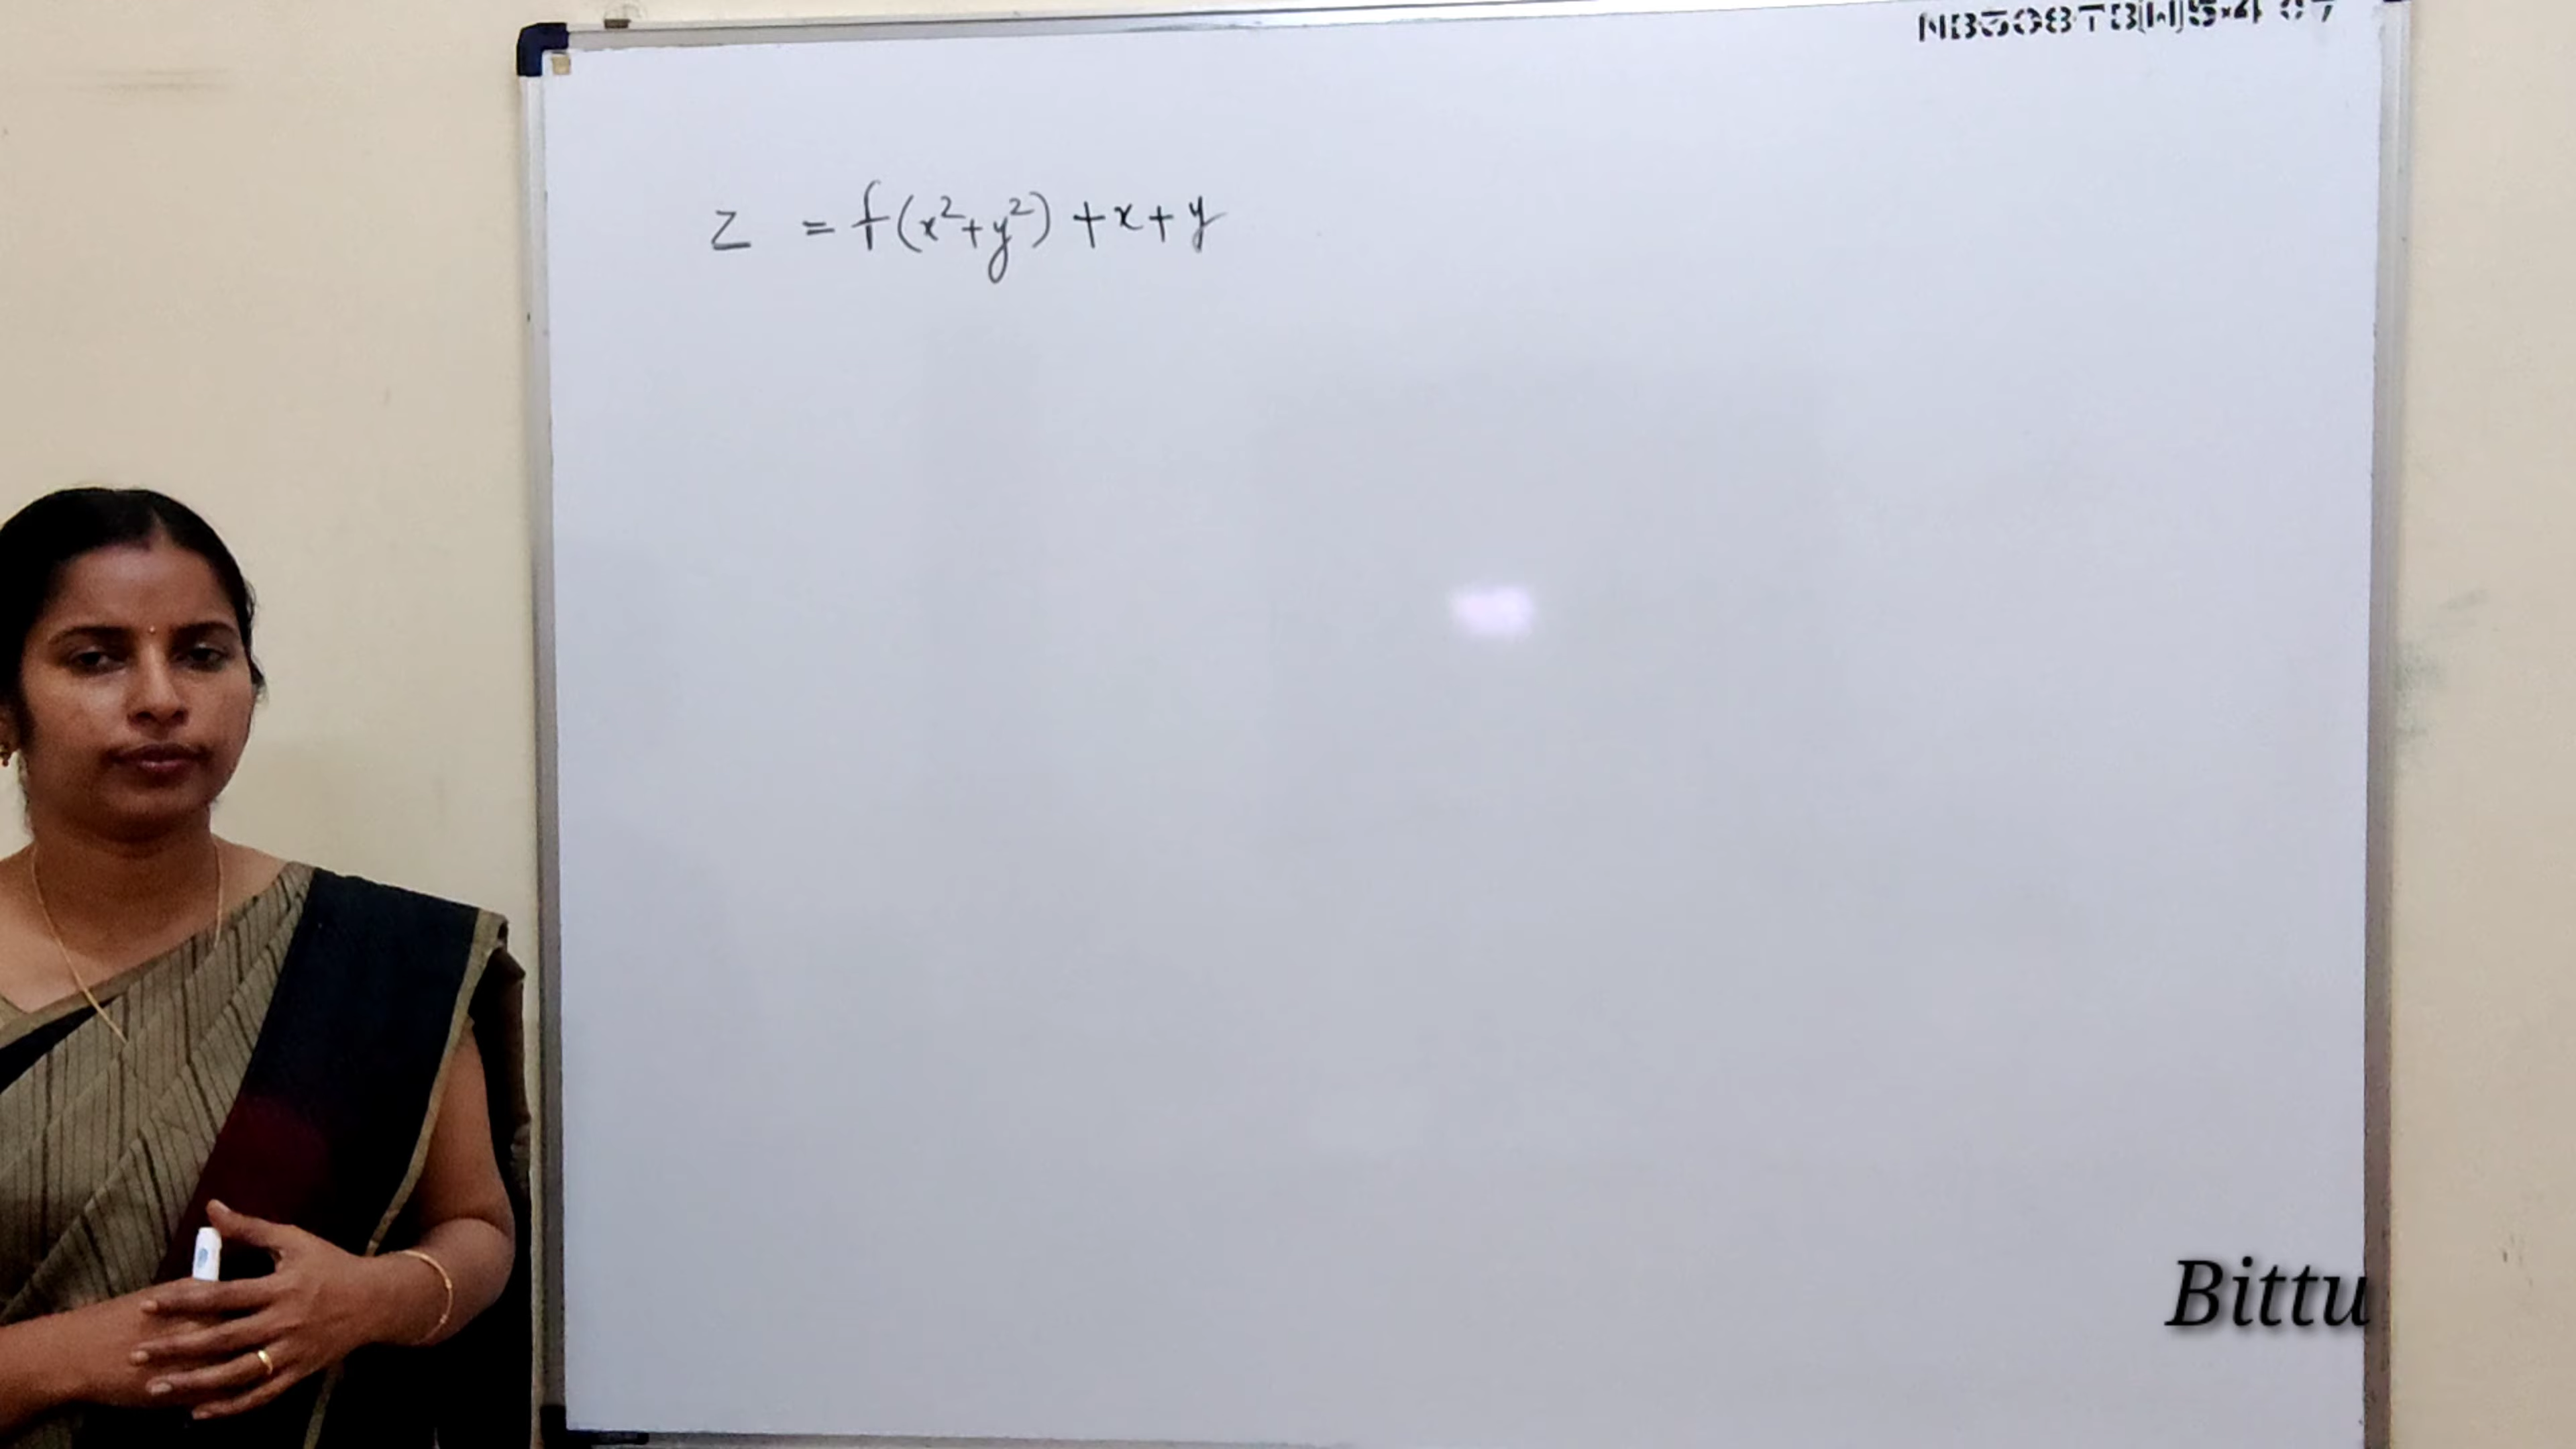 z = f(x²+y²) +x+y
Bittu